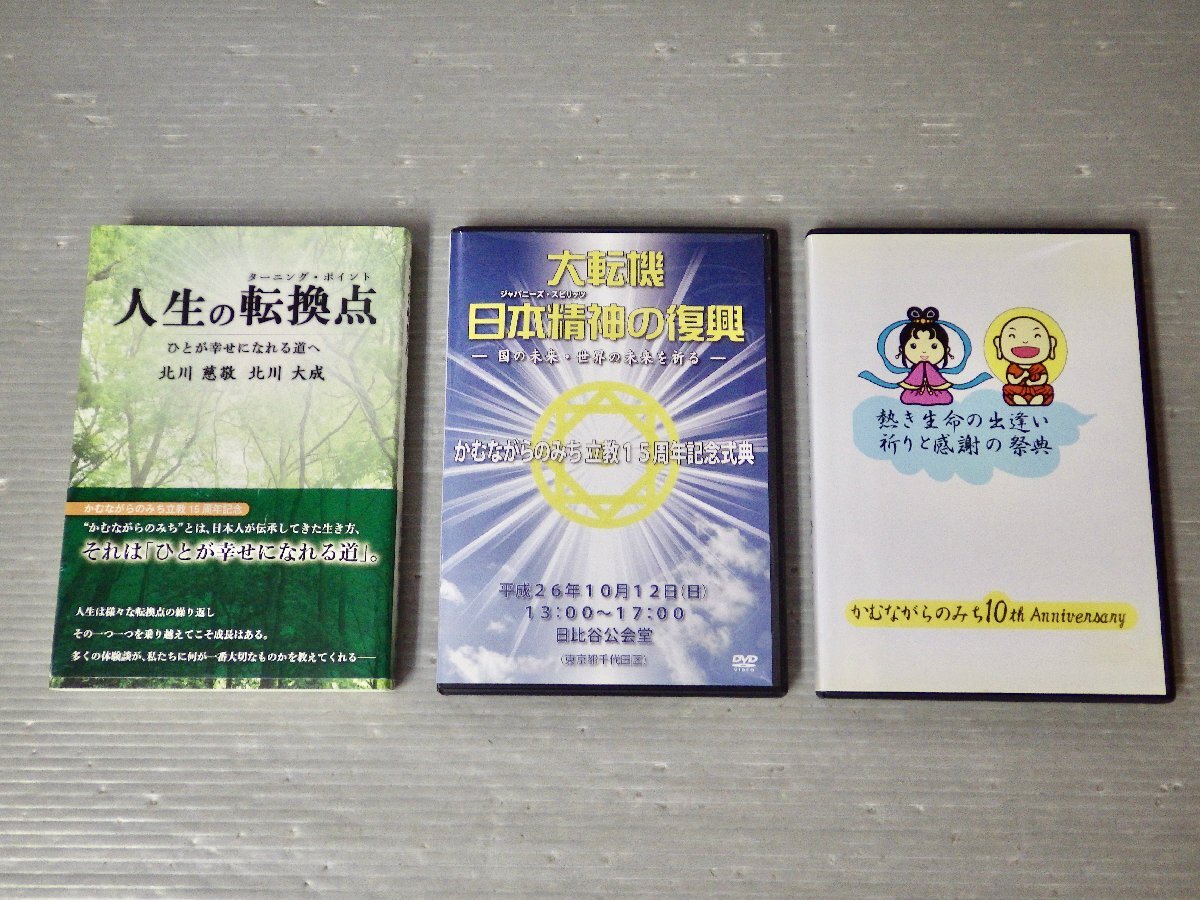 ターニング・ポイント
人生の転換点
ひとが幸せになれる道へ
北川 慈敬 北川 大成
かむながらのみち立教15周年記念
“かむながらのみち”とは、日本人が伝承してきた生き方、
それは「ひとが幸せになれる道」。
人生は様々な転換点の繰り返し
その一つ一つを乗り越えてこそ成長はある。
多くの体験談が、私たちに何が一番大切なものかを教えてくれる――
大転機
ジャパニーズ・スピリッツ
日本精神の復興
― 国の未来・世界の未来を祈る ―
かむながらのみち立教15周年記念式典
平成26年10月12日(日)
13:00～17:00
日比谷公会堂
(東京都千代田区)
DVD
VIDEO
熱き生命の出逢い
祈りと感謝の祭典
かむながらのみち10th Anniversary